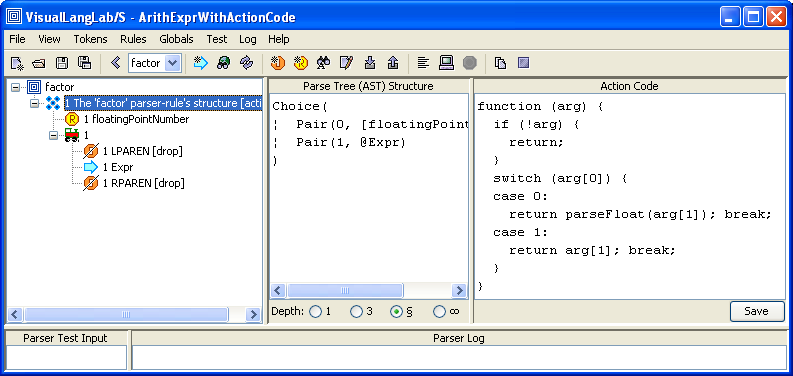 VisualLangLab/S - ArithExprWithActionCode
File View Tokens Rules Globals Test Log Help
factor
factor
1 The 'factor' parser-rule's structure [acti
R 1 floatingPointNumber
1
1 LPAREN [drop]
1 Expr
1 RPAREN [drop]
Parse Tree (AST) Structure
Choice(
¦ Pair(0, [floatingPoint
¦ Pair(1, @Expr)
)
Depth: 1 3 § ∞
Action Code
function (arg) {
if (!arg) {
return;
}
switch (arg[0]) {
case 0:
return parseFloat(arg[1]); break;
case 1:
return arg[1]; break;
}
}
Save
Parser Test Input
Parser Log